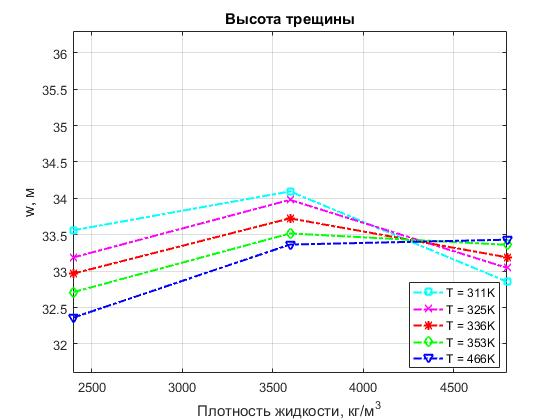 Высота трещины
36
35.5
35
34.5
34
33.5
33
32.5
32
w, м
2500 3000 3500 4000 4500
Плотность жидкости, кг/м³
T = 311K
T = 325K
T = 336K
T = 353K
T = 466K